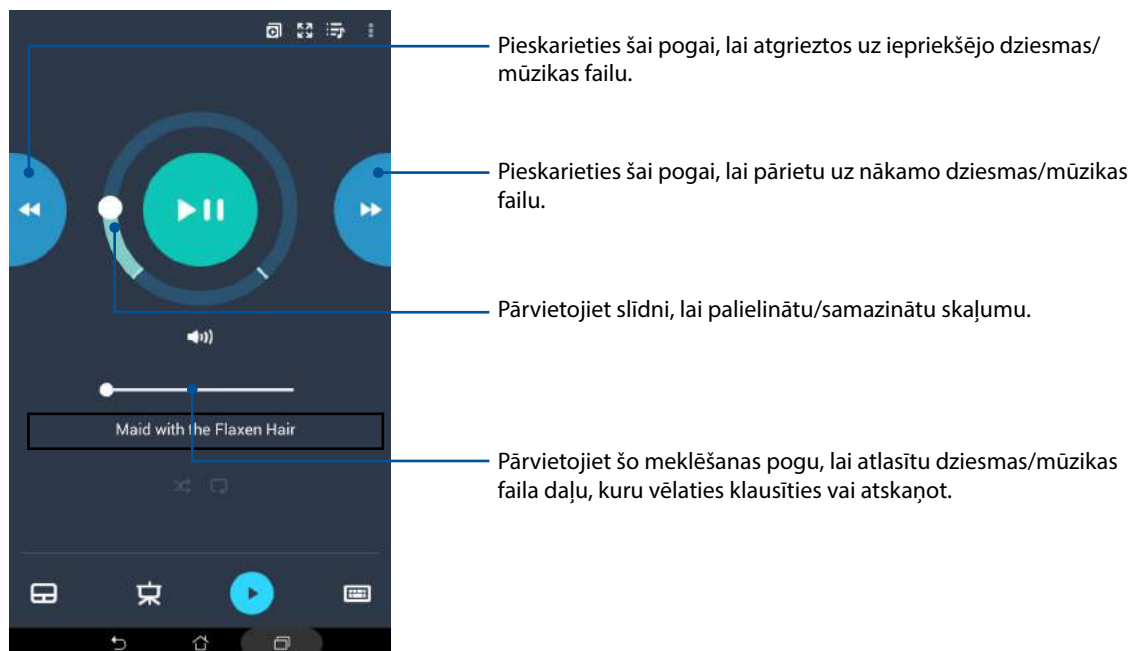 Pieskarieties šai pogai, lai atgrieztos uz iepriekšējo dziesmas/
mūzikas failu.
Pieskarieties šai pogai, lai pārietu uz nākamo dziesmas/mūzikas
failu.
Pārvietojiet slīdni, lai palielinātu/samazinātu skaļumu.
Maid with the Flaxen Hair
Pārvietojiet šo meklēšanas pogu, lai atlasītu dziesmas/mūzikas
faila daļu, kuru vēlaties klausīties vai atskaņot.